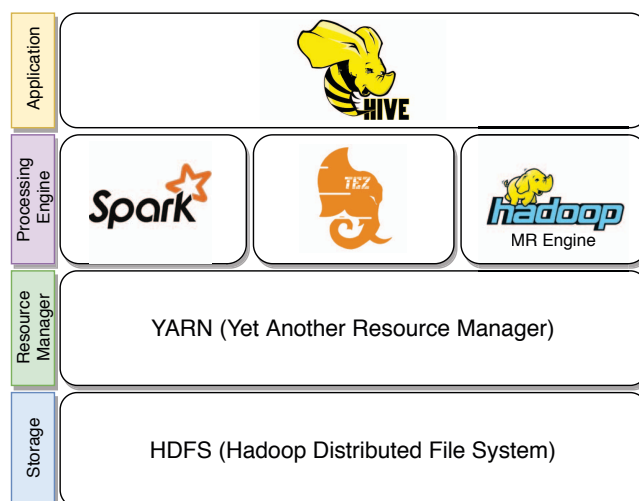 Application
HIVE
Processing
Engine
Spark
TEZ
hadoop
MR Engine
Resource
Manager
YARN (Yet Another Resource Manager)
Storage
HDFS (Hadoop Distributed File System)